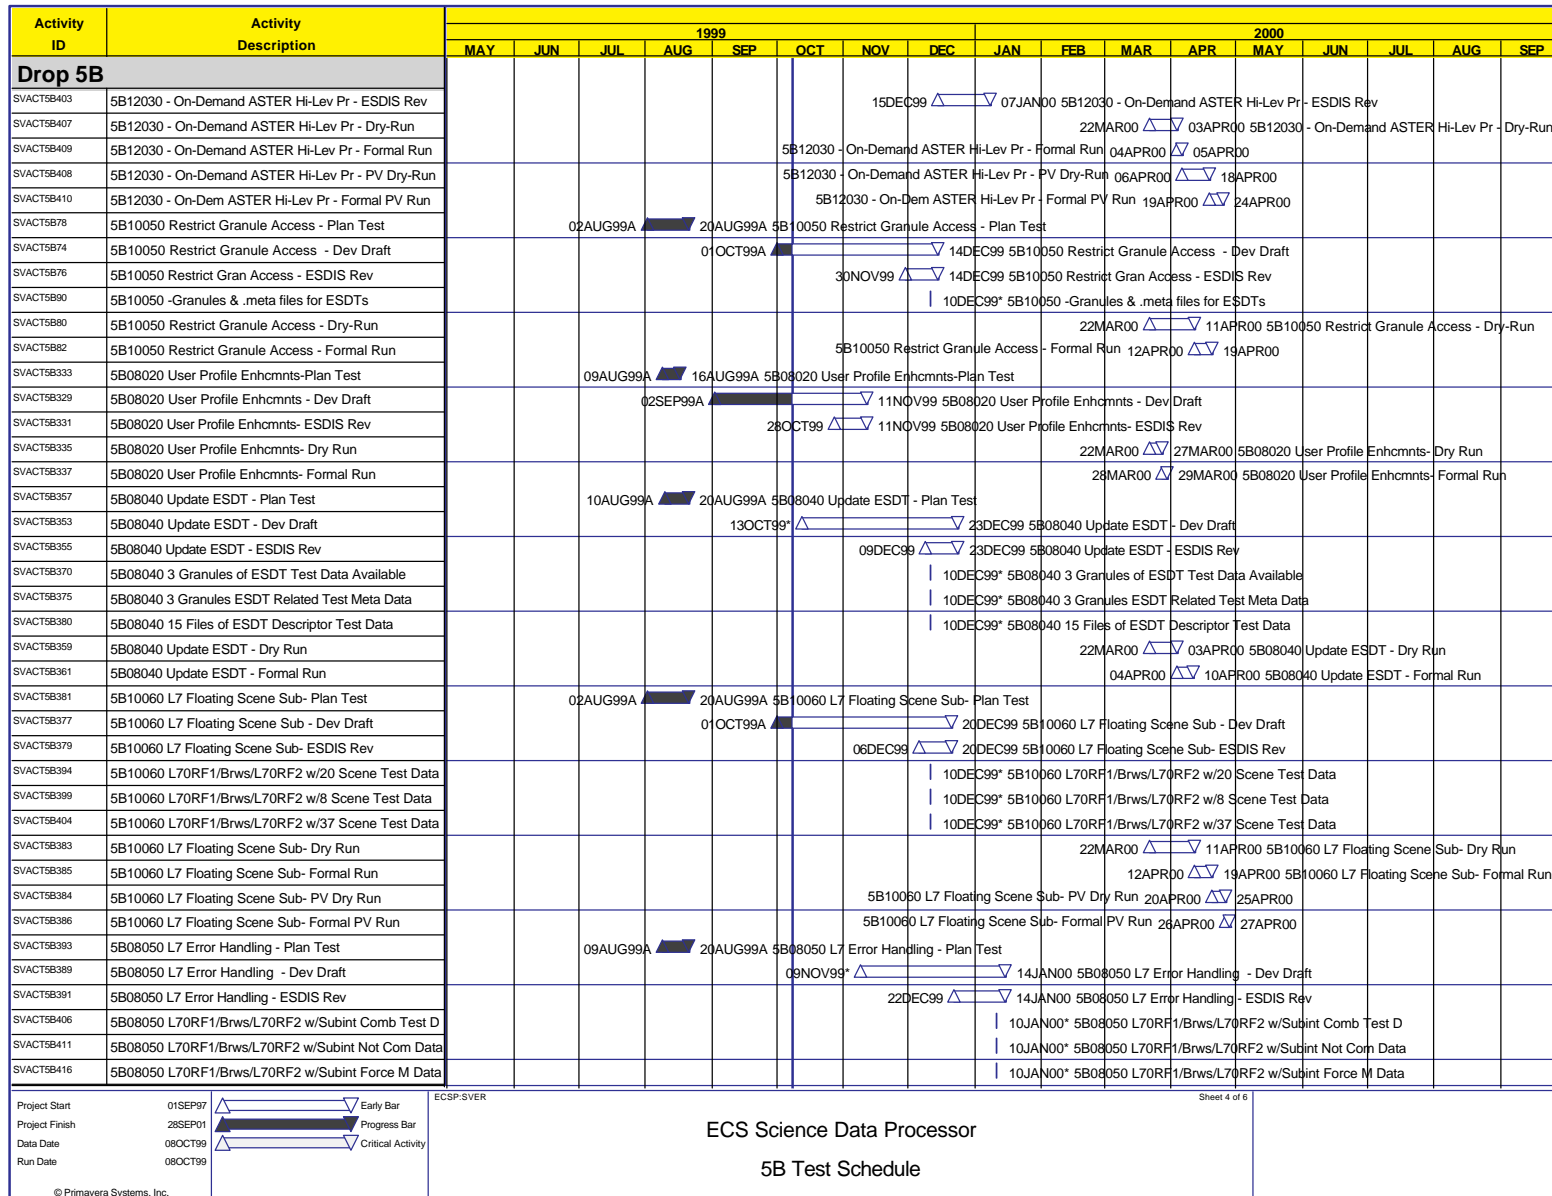 Activity Activity
ID Description
1999 2000
MAY JUN JUL AUG SEP OCT NOV DEC JAN FEB MAR APR MAY JUN JUL AUG SEP
Drop 5B
SVACT5B403 5B12030 - On-Demand ASTER Hi-Lev Pr - ESDIS Rev 15DEC99 07JAN00 5B12030 - On-Demand ASTER Hi-Lev Pr - ESDIS Rev
SVACT5B407 5B12030 - On-Demand ASTER Hi-Lev Pr - Dry-Run 22MAR00 03APR00 5B12030 - On-Demand ASTER Hi-Lev Pr - Dry-Run
SVACT5B409 5B12030 - On-Demand ASTER Hi-Lev Pr - Formal Run 5B12030 - On-Demand ASTER Hi-Lev Pr - Formal Run 04APR00 05APR00
SVACT5B408 5B12030 - On-Demand ASTER Hi-Lev Pr - PV Dry-Run 5B12030 - On-Demand ASTER Hi-Lev Pr - PV Dry-Run 06APR00 18APR00
SVACT5B410 5B12030 - On-Dem ASTER Hi-Lev Pr - Formal PV Run 5B12030 - On-Dem ASTER Hi-Lev Pr - Formal PV Run 19APR00 24APR00
SVACT5B78 5B10050 Restrict Granule Access - Plan Test 02AUG99A 20AUG99A 5B10050 Restrict Granule Access - Plan Test
SVACT5B74 5B10050 Restrict Granule Access - Dev Draft 01OCT99A 14DEC99 5B10050 Restrict Granule Access - Dev Draft
SVACT5B76 5B10050 Restrict Gran Access - ESDIS Rev 30NOV99 14DEC99 5B10050 Restrict Gran Access - ESDIS Rev
SVACT5B90 5B10050 -Granules & .meta files for ESDTs 10DEC99* 5B10050 -Granules & .meta files for ESDTs
SVACT5B80 5B10050 Restrict Granule Access - Dry-Run 22MAR00 11APR00 5B10050 Restrict Granule Access - Dry-Run
SVACT5B82 5B10050 Restrict Granule Access - Formal Run 5B10050 Restrict Granule Access - Formal Run 12APR00 19APR00
SVACT5B333 5B08020 User Profile Enhcmnts-Plan Test 09AUG99A 16AUG99A 5B08020 User Profile Enhcmnts-Plan Test
SVACT5B329 5B08020 User Profile Enhcmnts - Dev Draft 02SEP99A 11NOV99 5B08020 User Profile Enhcmnts - Dev Draft
SVACT5B331 5B08020 User Profile Enhcmnts- ESDIS Rev 28OCT99 11NOV99 5B08020 User Profile Enhcmnts- ESDIS Rev
SVACT5B335 5B08020 User Profile Enhcmnts- Dry Run 22MAR00 27MAR00 5B08020 User Profile Enhcmnts- Dry Run
SVACT5B337 5B08020 User Profile Enhcmnts- Formal Run 28MAR00 29MAR00 5B08020 User Profile Enhcmnts- Formal Run
SVACT5B357 5B08040 Update ESDT - Plan Test 10AUG99A 20AUG99A 5B08040 Update ESDT - Plan Test
SVACT5B353 5B08040 Update ESDT - Dev Draft 13OCT99* 23DEC99 5B08040 Update ESDT - Dev Draft
SVACT5B355 5B08040 Update ESDT - ESDIS Rev 09DEC99 23DEC99 5B08040 Update ESDT - ESDIS Rev
SVACT5B370 5B08040 3 Granules of ESDT Test Data Available 10DEC99* 5B08040 3 Granules of ESDT Test Data Available
SVACT5B375 5B08040 3 Granules ESDT Related Test Meta Data 10DEC99* 5B08040 3 Granules ESDT Related Test Meta Data
SVACT5B380 5B08040 15 Files of ESDT Descriptor Test Data 10DEC99* 5B08040 15 Files of ESDT Descriptor Test Data
SVACT5B359 5B08040 Update ESDT - Dry Run 22MAR00 03APR00 5B08040 Update ESDT - Dry Run
SVACT5B361 5B08040 Update ESDT - Formal Run 04APR00 10APR00 5B08040 Update ESDT - Formal Run
SVACT5B381 5B10060 L7 Floating Scene Sub- Plan Test 02AUG99A 20AUG99A 5B10060 L7 Floating Scene Sub- Plan Test
SVACT5B377 5B10060 L7 Floating Scene Sub - Dev Draft 01OCT99A 20DEC99 5B10060 L7 Floating Scene Sub - Dev Draft
SVACT5B379 5B10060 L7 Floating Scene Sub- ESDIS Rev 06DEC99 20DEC99 5B10060 L7 Floating Scene Sub- ESDIS Rev
SVACT5B394 5B10060 L70RF1/Brws/L70RF2 w/20 Scene Test Data 10DEC99* 5B10060 L70RF1/Brws/L70RF2 w/20 Scene Test Data
SVACT5B399 5B10060 L70RF1/Brws/L70RF2 w/8 Scene Test Data 10DEC99* 5B10060 L70RF1/Brws/L70RF2 w/8 Scene Test Data
SVACT5B404 5B10060 L70RF1/Brws/L70RF2 w/37 Scene Test Data 10DEC99* 5B10060 L70RF1/Brws/L70RF2 w/37 Scene Test Data
SVACT5B383 5B10060 L7 Floating Scene Sub- Dry Run 22MAR00 11APR00 5B10060 L7 Floating Scene Sub- Dry Run
SVACT5B385 5B10060 L7 Floating Scene Sub- Formal Run 12APR00 19APR00 5B10060 L7 Floating Scene Sub- Formal Run
SVACT5B384 5B10060 L7 Floating Scene Sub- PV Dry Run 5B10060 L7 Floating Scene Sub- PV Dry Run 20APR00 25APR00
SVACT5B386 5B10060 L7 Floating Scene Sub- Formal PV Run 5B10060 L7 Floating Scene Sub- Formal PV Run 26APR00 27APR00
SVACT5B393 5B08050 L7 Error Handling - Plan Test 09AUG99A 20AUG99A 5B08050 L7 Error Handling - Plan Test
SVACT5B389 5B08050 L7 Error Handling - Dev Draft 09NOV99* 14JAN00 5B08050 L7 Error Handling - Dev Draft
SVACT5B391 5B08050 L7 Error Handling - ESDIS Rev 22DEC99 14JAN00 5B08050 L7 Error Handling - ESDIS Rev
SVACT5B406 5B08050 L70RF1/Brws/L70RF2 w/Subint Comb Test D 10JAN00* 5B08050 L70RF1/Brws/L70RF2 w/Subint Comb Test D
SVACT5B411 5B08050 L70RF1/Brws/L70RF2 w/Subint Not Com Data 10JAN00* 5B08050 L70RF1/Brws/L70RF2 w/Subint Not Com Data
SVACT5B416 5B08050 L70RF1/Brws/L70RF2 w/Subint Force M Data 10JAN00* 5B08050 L70RF1/Brws/L70RF2 w/Subint Force M Data
Project Start 01SEP97 Early Bar
Project Finish 28SEP01 Progress Bar
Data Date 08OCT99 Critical Activity
Run Date 08OCT99
© Primavera Systems, Inc.
ECSP:SVER
Sheet 4 of 6
ECS Science Data Processor
5B Test Schedule